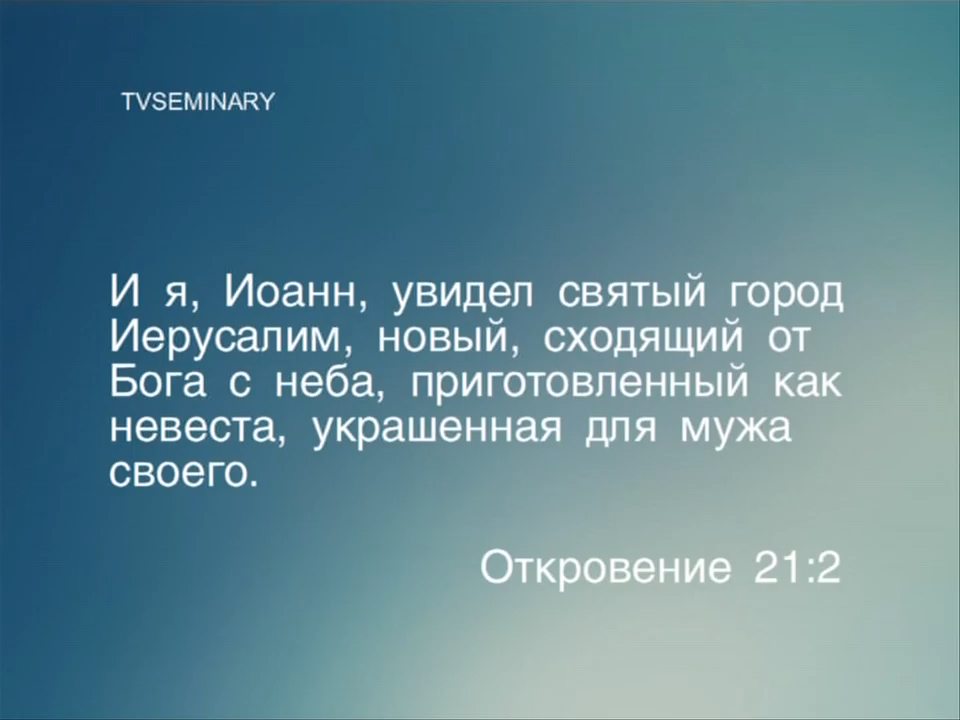 TVSEMINARY
И я, Иоанн, увидел святый город
Иерусалим, новый, сходящий от
Бога с неба, приготовленный как
невеста, украшенная для мужа
своего.
Откровение 21:2